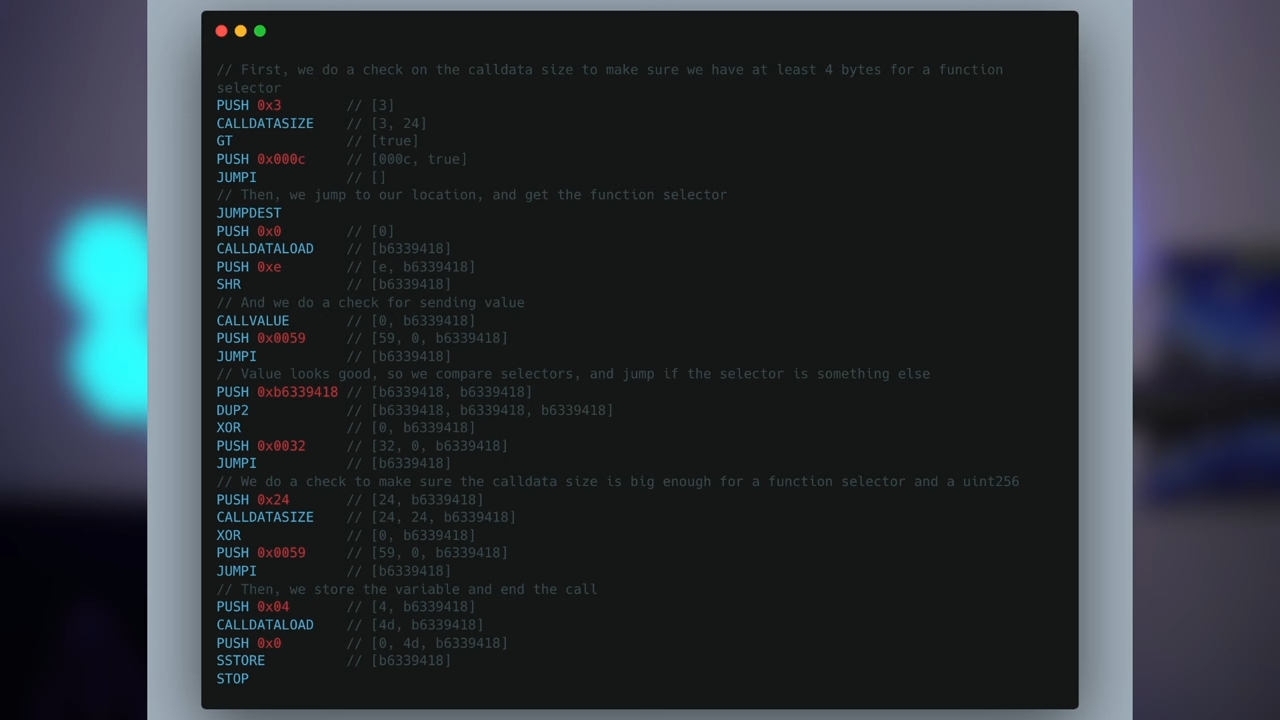 // First, we do a check on the calldata size to make sure we have at least 4 bytes for a function
selector
PUSH 0x3 // [3]
CALLDATASIZE // [3, 24]
GT // [true]
PUSH 0x000c // [000c, true]
JUMPI // []
// Then, we jump to our location, and get the function selector
JUMPDEST
PUSH 0x0 // [0]
CALLDATALOAD // [b6339418]
PUSH 0xe // [e, b6339418]
SHR // [b6339418]
// And we do a check for sending value
CALLVALUE // [0, b6339418]
PUSH 0x0059 // [59, 0, b6339418]
JUMPI // [b6339418]
// Value looks good, so we compare selectors, and jump if the selector is something else
PUSH 0xb6339418 // [b6339418, b6339418]
DUP2 // [b6339418, b6339418, b6339418]
XOR // [0, b6339418]
PUSH 0x0032 // [32, 0, b6339418]
JUMPI // [b6339418]
// We do a check to make sure the calldata size is big enough for a function selector and a uint256
PUSH 0x24 // [24, b6339418]
CALLDATASIZE // [24, 24, b6339418]
XOR // [0, b6339418]
PUSH 0x0059 // [59, 0, b6339418]
JUMPI // [b6339418]
// Then, we store the variable and end the call
PUSH 0x04 // [4, b6339418]
CALLDATALOAD // [4d, b6339418]
PUSH 0x0 // [0, 4d, b6339418]
SSTORE // [b6339418]
STOP